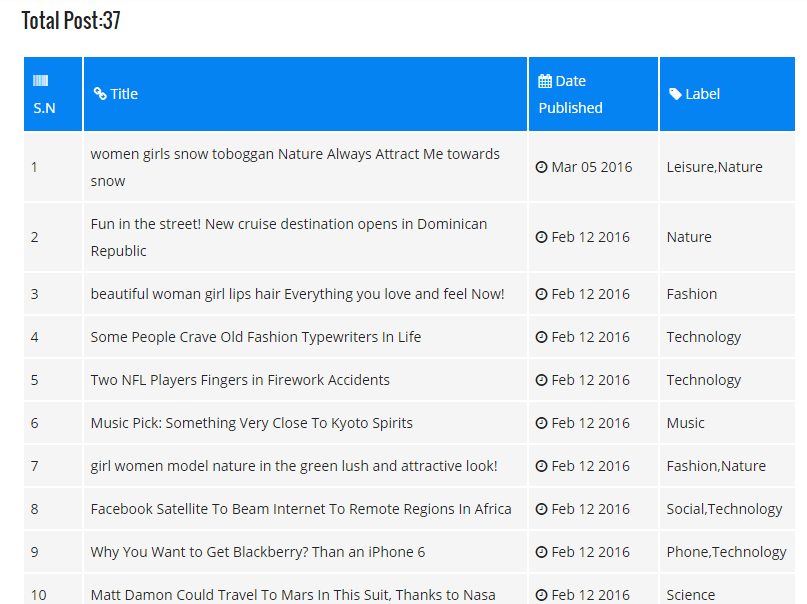 Total Post:37
S.N
Title
Date
Published
Label
1
women girls snow toboggan Nature Always Attract Me towards
snow
Mar 05 2016
Leisure,Nature
2
Fun in the street! New cruise destination opens in Dominican
Republic
Feb 12 2016
Nature
3
beautiful woman girl lips hair Everything you love and feel Now!
Feb 12 2016
Fashion
4
Some People Crave Old Fashion Typewriters In Life
Feb 12 2016
Technology
5
Two NFL Players Fingers in Firework Accidents
Feb 12 2016
Technology
6
Music Pick: Something Very Close To Kyoto Spirits
Feb 12 2016
Music
7
girl women model nature in the green lush and attractive look!
Feb 12 2016
Fashion,Nature
8
Facebook Satellite To Beam Internet To Remote Regions In Africa
Feb 12 2016
Social,Technology
9
Why You Want to Get Blackberry? Than an iPhone 6
Feb 12 2016
Phone,Technology
10
Matt Damon Could Travel To Mars In This Suit, Thanks to Nasa
Feb 12 2016
Science